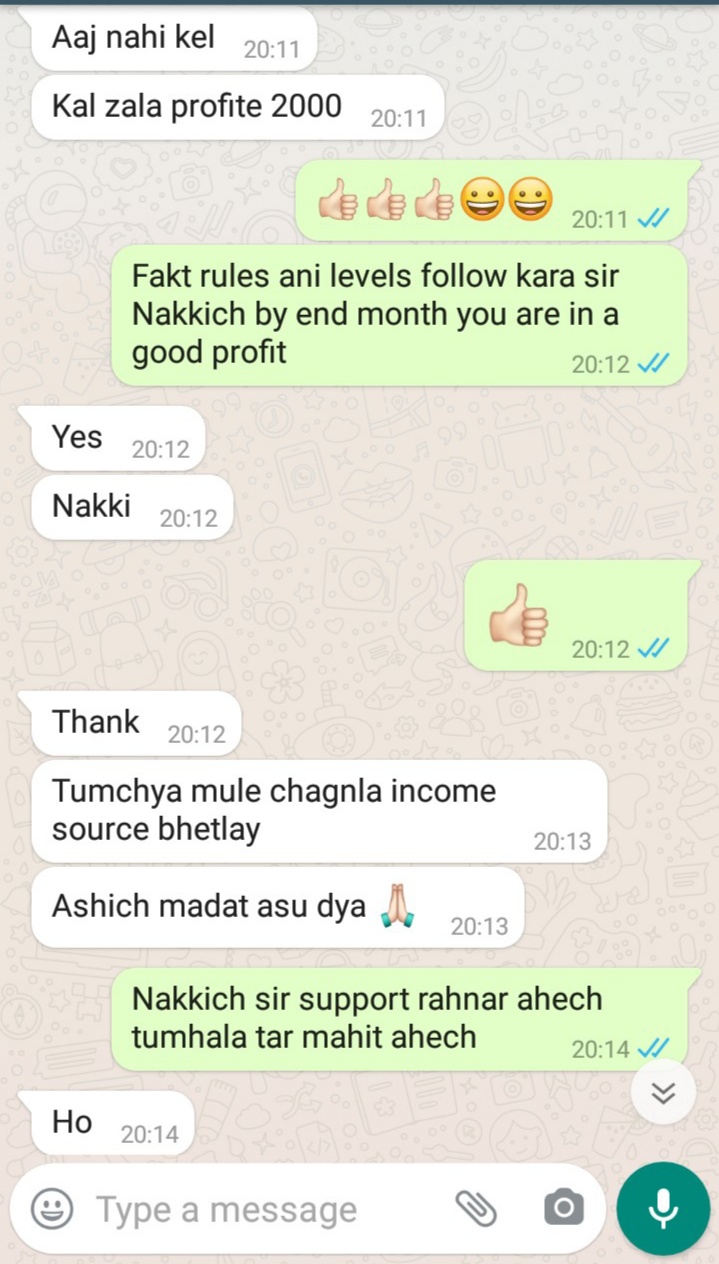 Aaj nahi kel 20:11
Kal zala profite 2000 20:11
👍🏻👍🏻👍🏻😀😀 20:11
Fakt rules ani levels follow kara sir
Nakkich by end month you are in a
good profit 20:12
Yes 20:12
Nakki 20:12
👍🏻 20:12
Thank 20:12
Tumchya mule chagnla income
source bhetlay 20:13
Ashich madat asu dya 🙏🏻 20:13
Nakkich sir support rahnar ahech
tumhala tar mahit ahech 20:14
Ho 20:14
Type a message